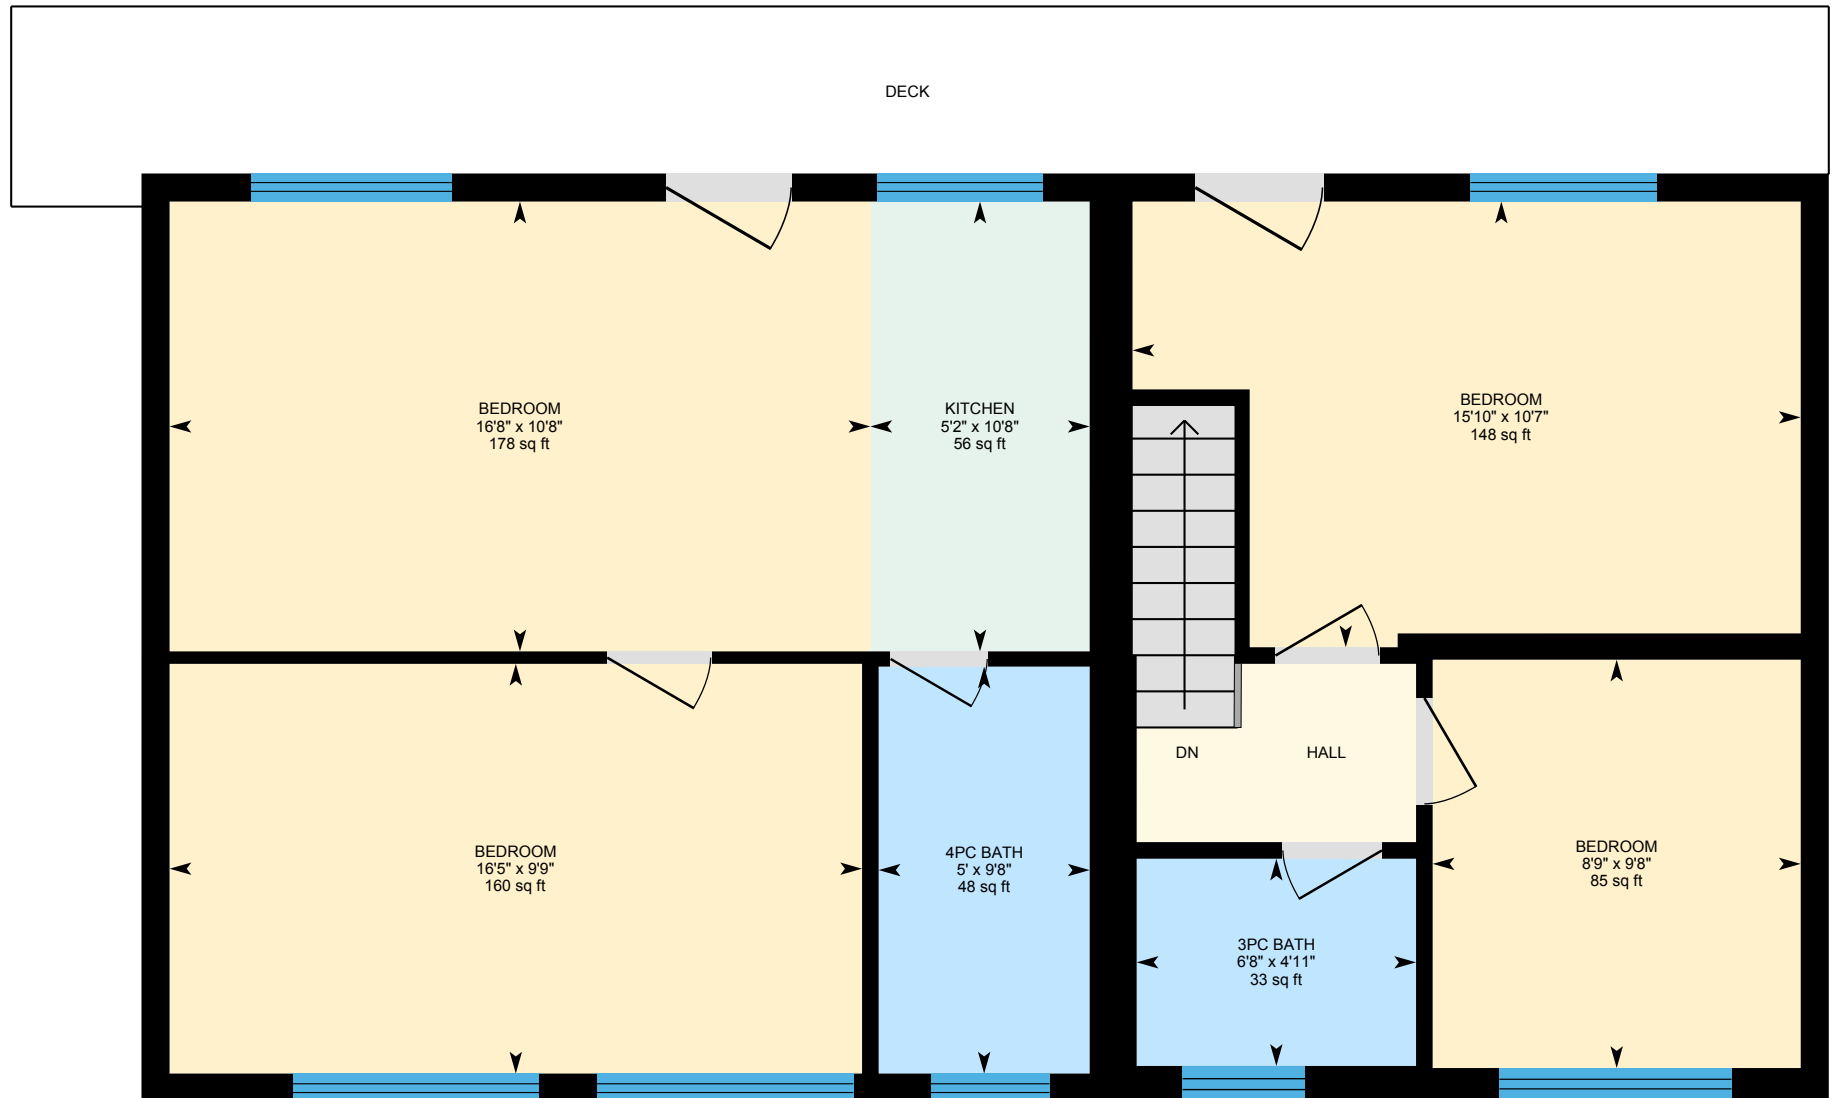 DECK
BEDROOM
16'8" x 10'8"
178 sq ft
KITCHEN
5'2" x 10'8"
56 sq ft
BEDROOM
15'10" x 10'7"
148 sq ft
DN
HALL
BEDROOM
16'5" x 9'9"
160 sq ft
4PC BATH
5' x 9'8"
48 sq ft
3PC BATH
6'8" x 4'11"
33 sq ft
BEDROOM
8'9" x 9'8"
85 sq ft